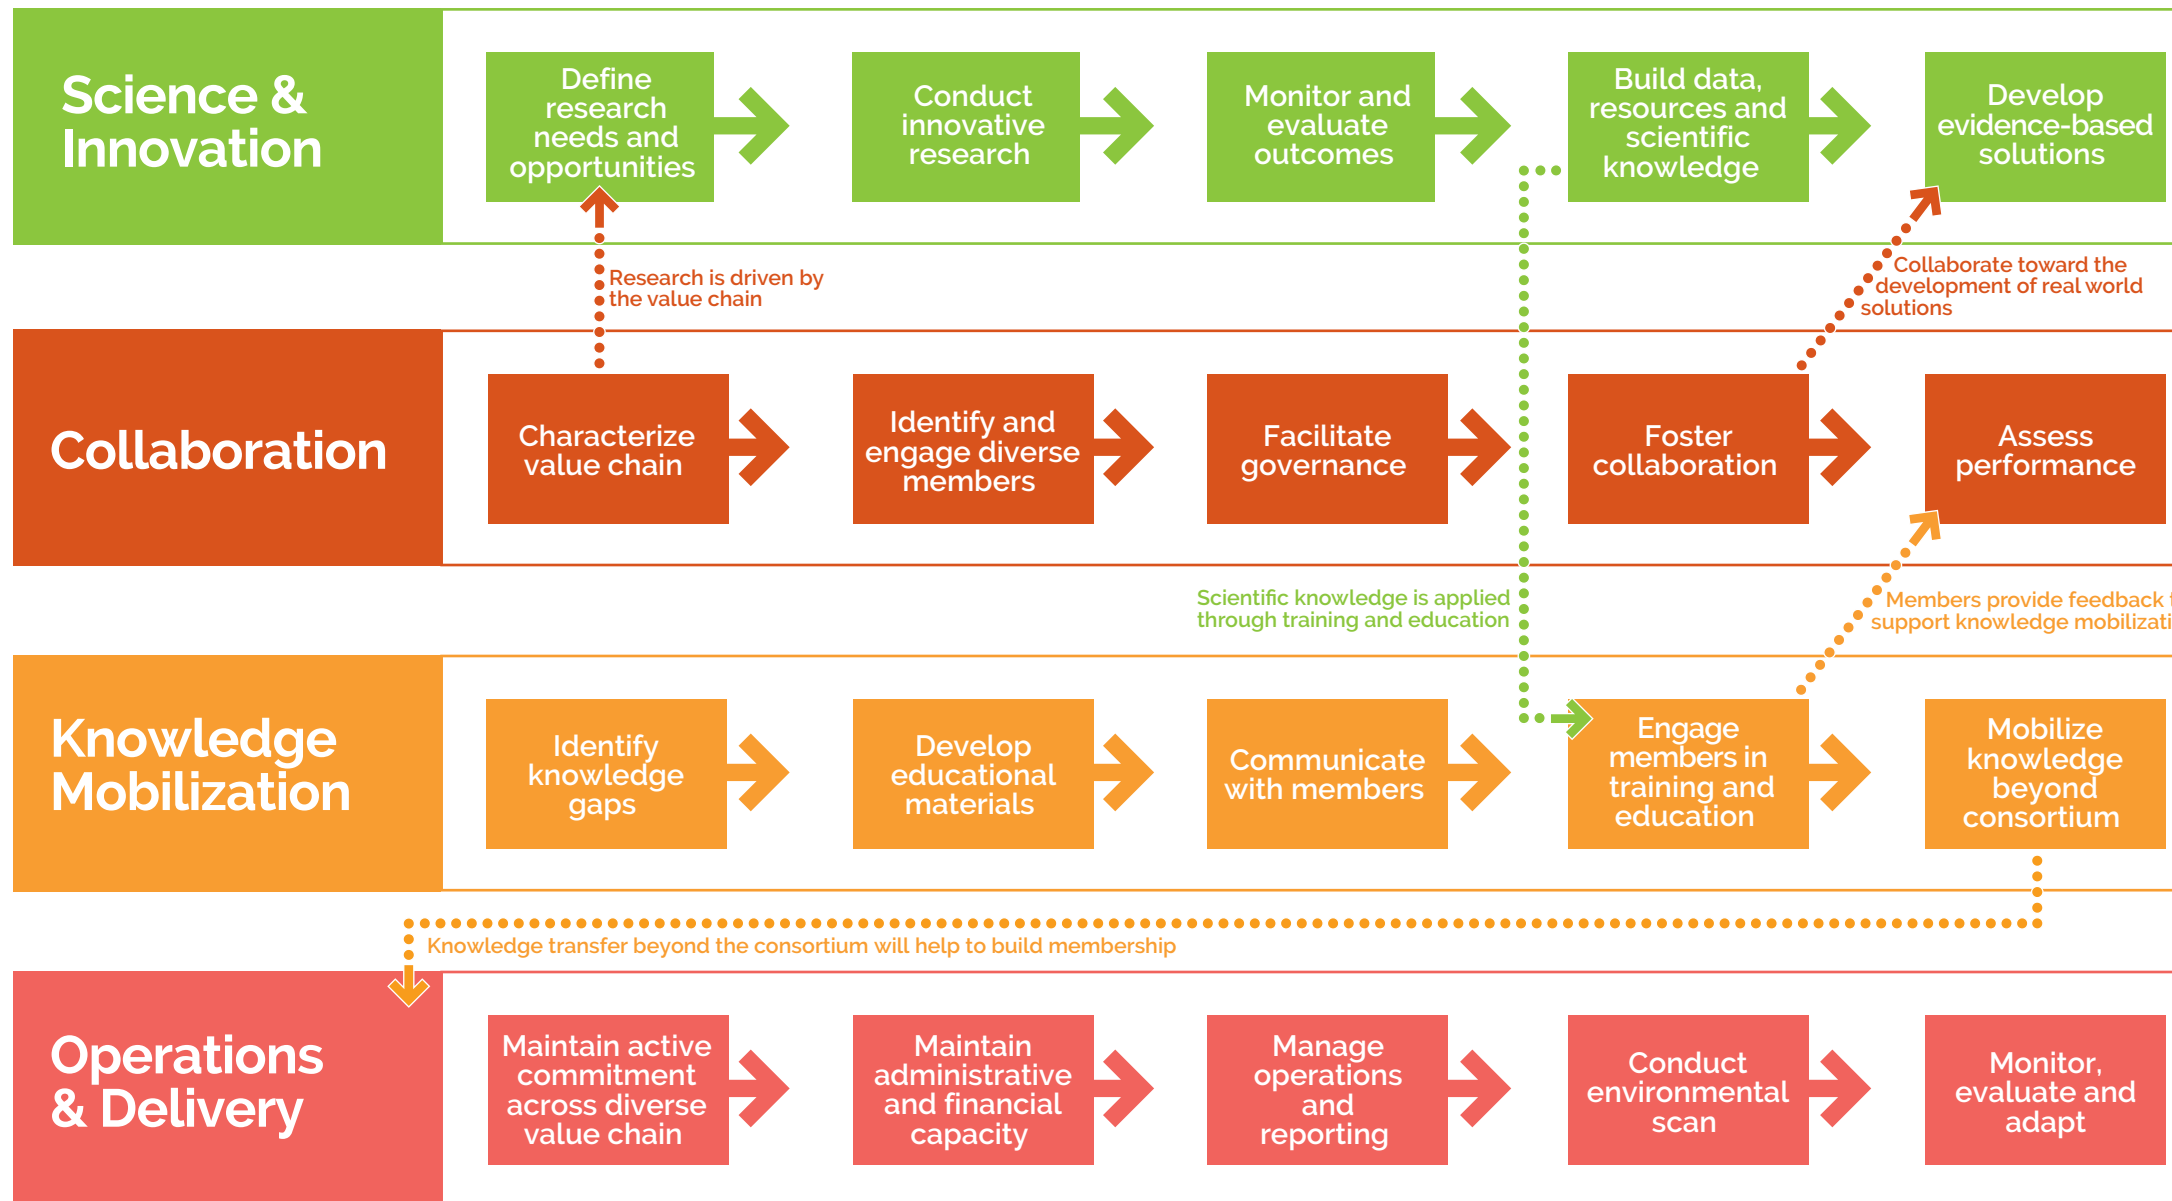 Science &
Innovation
Define
research
needs and
opportunities
Conduct
innovative
research
Monitor and
evaluate
outcomes
Build data,
resources and
scientific
knowledge
Develop
evidence-based
solutions
Research is driven by
the value chain
Collaborate toward the
development of real world
solutions
Collaboration
Characterize
value chain
Identify and
engage diverse
members
Facilitate
governance
Foster
collaboration
Assess
performance
Scientific knowledge is applied
through training and education
Members provide feedback
support knowledge
Knowledge
Mobilization
Identify
knowledge
gaps
Develop
educational
materials
Communicate
with members
Engage
members in
training and
education
Mobilize
knowledge
beyond
consortium
Knowledge transfer beyond the consortium will help to build membership
Operations
& Delivery
Maintain active
commitment
across diverse
value chain
Maintain
administrative
and financial
capacity
Manage
operations
and
reporting
Conduct
environmental
scan
Monitor,
evaluate and
adapt